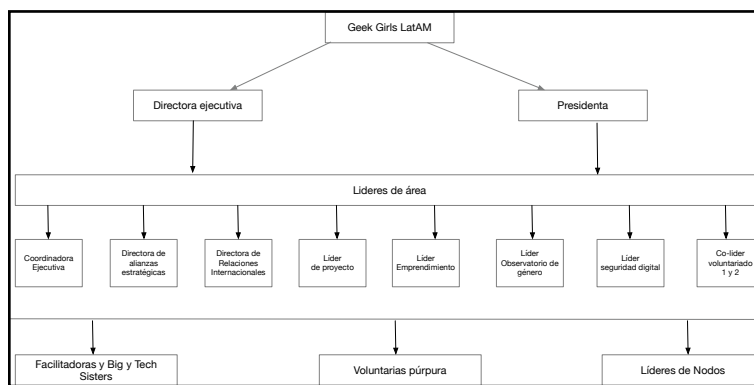 Geek Girls LatAM
Directora ejecutiva
Presidenta
Lideres de área
Coordinadora
Ejecutiva
Directora de
alianzas
estratégicas
Directora de
Relaciones
Internacionales
Líder
de proyecto
Líder
Emprendimiento
Líder
Observatorio de
género
Líder
seguridad digital
Co-lider
voluntariado
1 y 2
Facilitadoras y Big y Tech
Sisters
Voluntarias púrpura
Líderes de Nodos